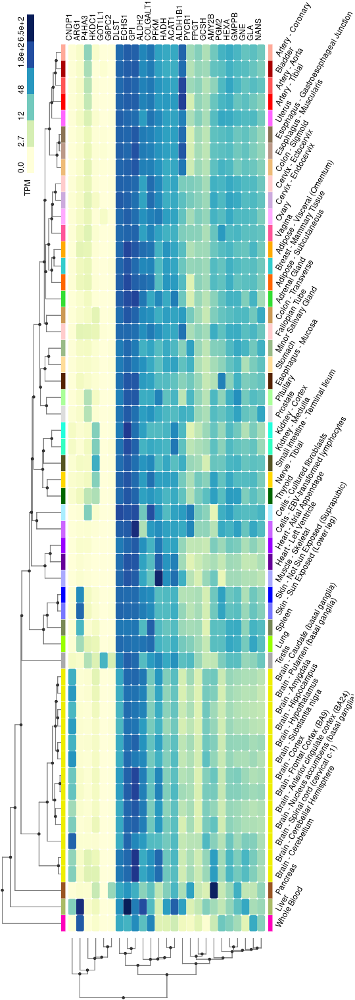 TPM
0.0
2.7
12
48
1.8e+2
6.5e+2
CNDP1
ARG1
P4HA3
HKDC1
GOT1L1
G6PC2
DLST
ECHS1
GPI
ALDH2
COLGALT1
PFKM
HADH
ACAT1
ALDH1B1
PYCR1
FPGT
GCSH
AMY2B
PGM2
HEXA
GMPPB
GNE
GLA
NANS
Artery - Coronary
Bladder
Artery - Aorta
Artery - Tibial
Uterus
Esophagus - Gastroesophageal Junction
Esophagus - Muscularis
Colon - Sigmoid
Cervix - Ectocervix
Cervix - Endocervix
Ovary
Vagina
Adipose - Visceral (Omentum)
Breast - Mammary Tissue
Adipose - Subcutaneous
Adrenal Gland
Colon - Transverse
Fallopian Tube
Minor Salivary Gland
Stomach
Esophagus - Mucosa
Pituitary
Prostate
Kidney - Cortex
Kidney - Medulla
Small Intestine - Terminal Ileum
Nerve - Tibial
Thyroid
Cells - Cultured fibroblasts
Cells - EBV-transformed lymphocytes
Heart - Atrial Appendage
Heart - Left Ventricle
Muscle - Skeletal
Skin - Not Sun Exposed (Suprapubic)
Skin - Sun Exposed (Lower leg)
Spleen
Lung
Testis
Brain - Caudate (basal ganglia)
Brain - Putamen (basal ganglia)
Brain - Amygdala
Brain - Hippocampus
Brain - Hypothalamus
Brain - Substantia nigra
Brain - Cortex
Brain - Frontal Cortex (BA9)
Brain - Anterior cingulate cortex (BA24)
Brain - Nucleus accumbens (basal ganglia)
Brain - Spinal cord (cervical c-1)
Brain - Cerebellar Hemisphere
Brain - Cerebellum
Pancreas
Liver
Whole Blood